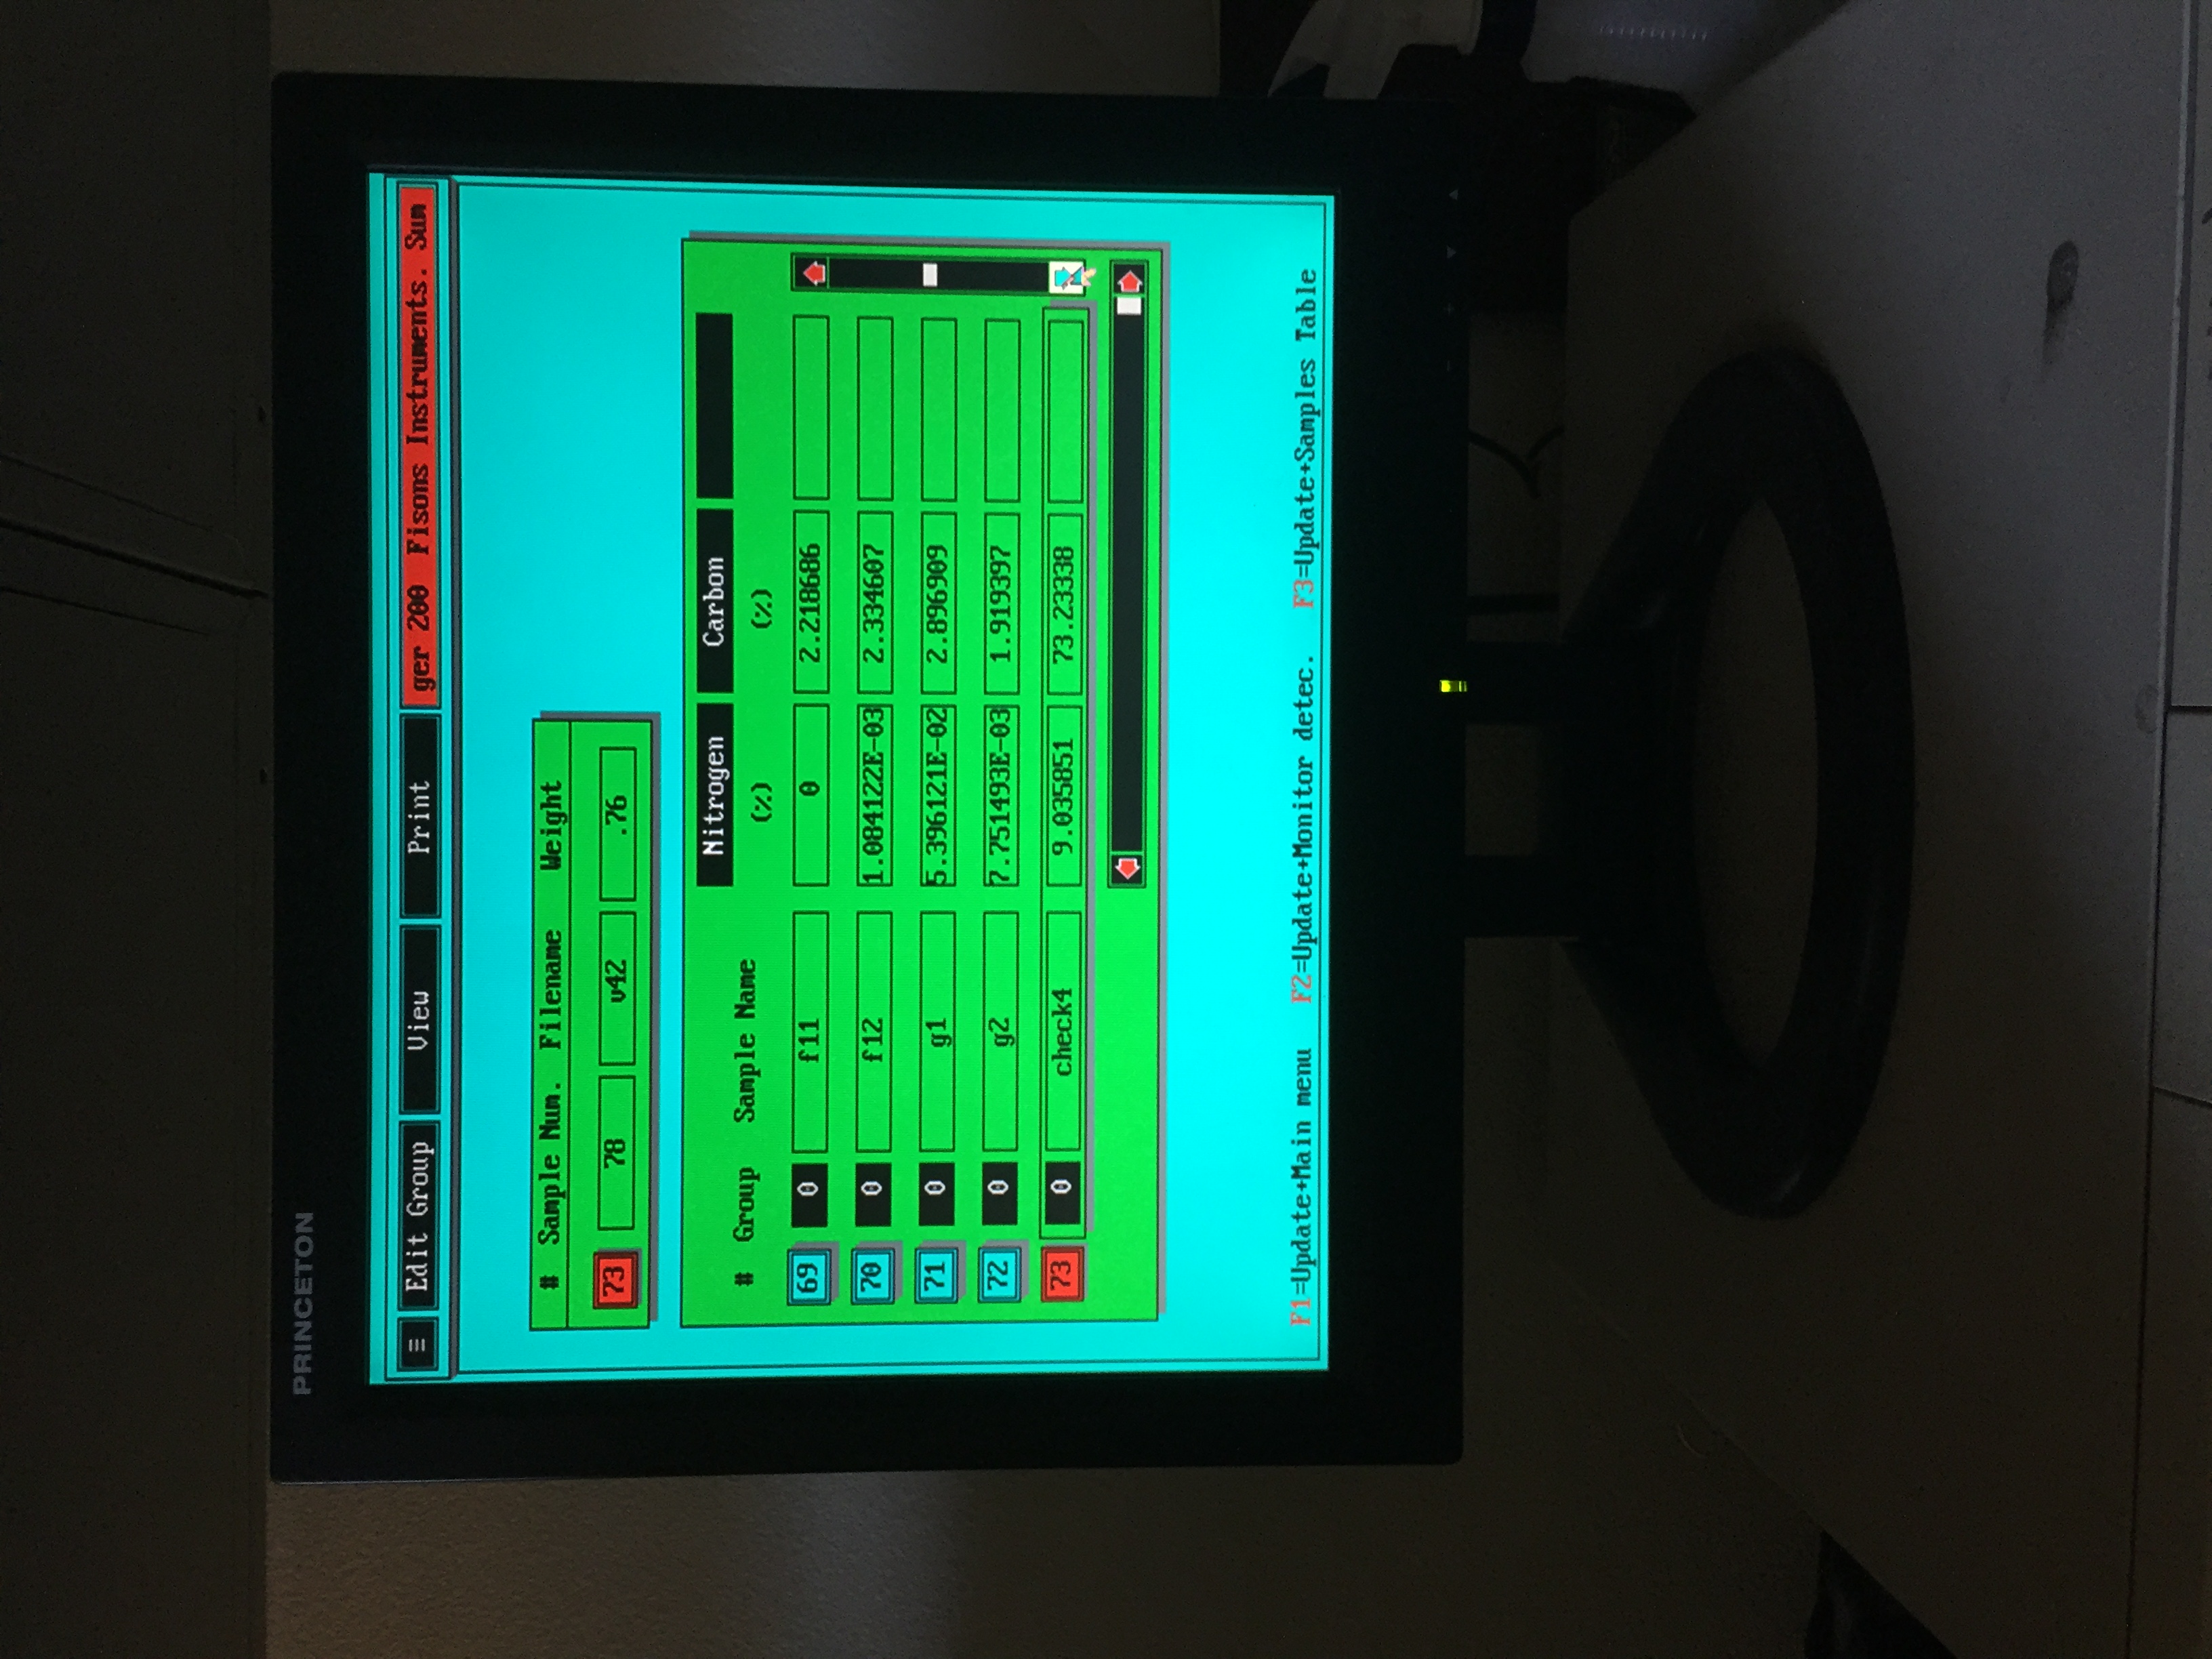 PRINCETON
≡ Edit Group View Print ger 200 Fisons Instruments. Sum
# Sample Num. Filename Weight
73 78 v42 .76
Nitrogen Carbon
# Group Sample Name
(%) (%)
69 0 f11 0 2.218686
70 0 f12 1.084122E-03 2.334607
71 0 g1 5.396121E-02 2.896909
72 0 g2 7.751493E-03 1.919397
73 0 check4 9.035851 73.23338
F1=Update+Main menu F2=Update+Monitor detec. F3=Update+Samples Table